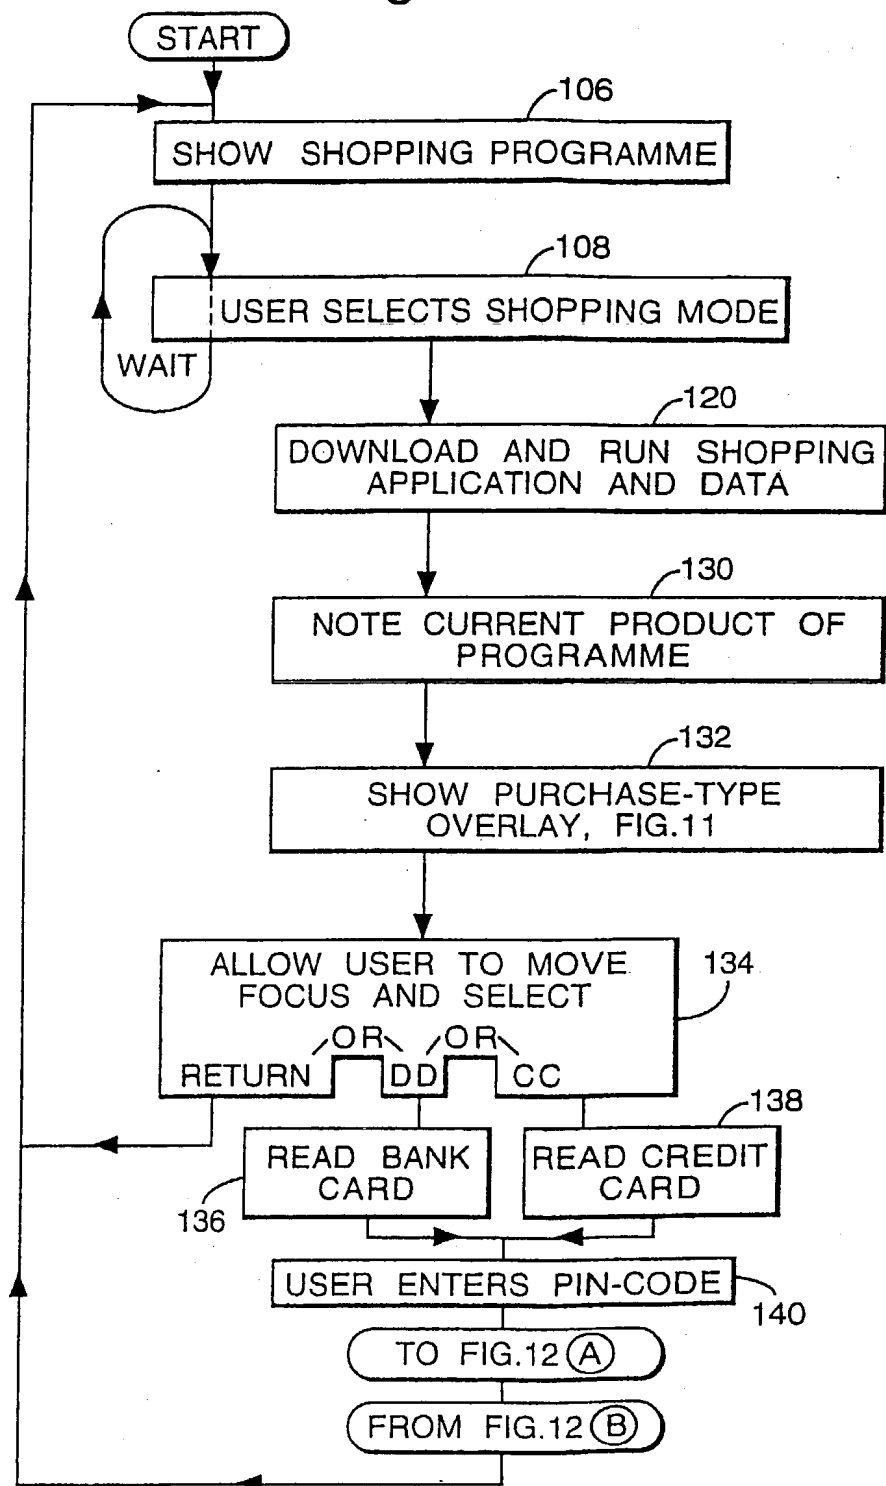 START
106
SHOW SHOPPING PROGRAMME
108
USER SELECTS SHOPPING MODE
WAIT
120
DOWNLOAD AND RUN SHOPPING
APPLICATION AND DATA
130
NOTE CURRENT PRODUCT OF
PROGRAMME
132
SHOW PURCHASE-TYPE
OVERLAY, FIG.11
ALLOW USER TO MOVE
FOCUS AND SELECT
134
OR OR
RETURN DD CC
138
READ BANK
CARD
READ CREDIT
CARD
136
USER ENTERS PIN-CODE
140
TO FIG.12 A
FROM FIG.12 B